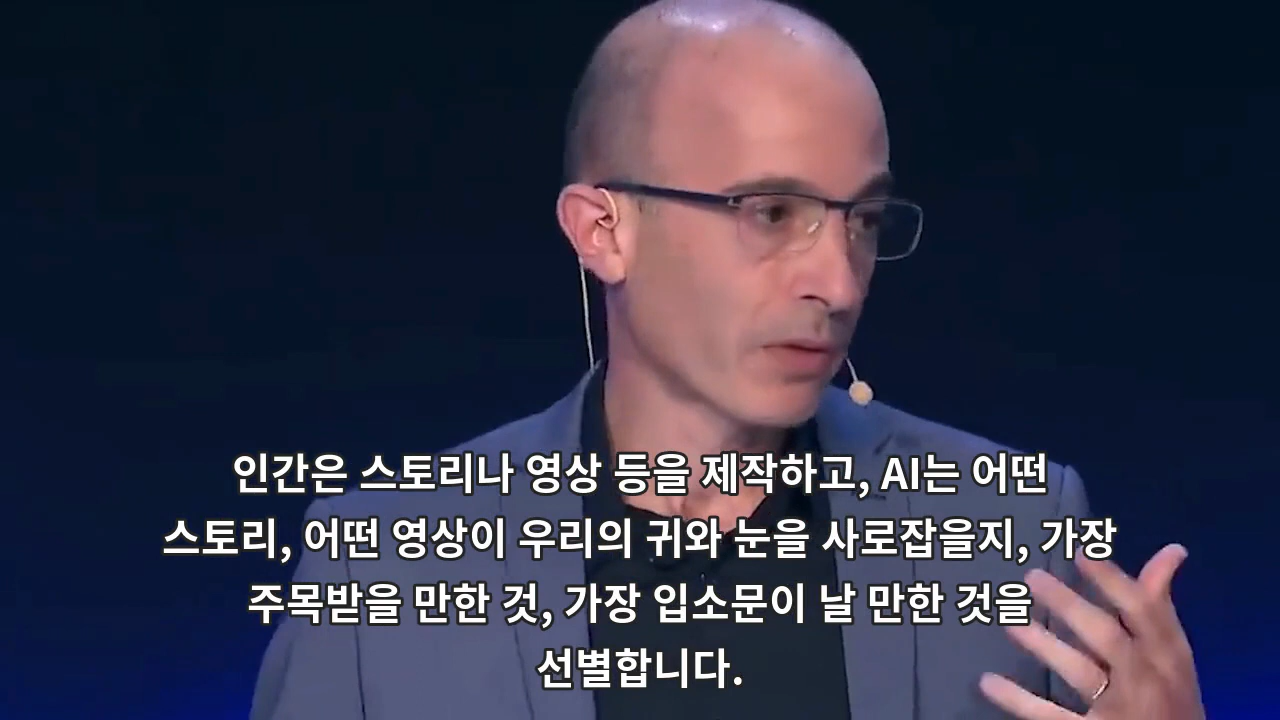 인간은 스토리나 영상 등을 제작하고, AI는 어떤
스토리, 어떤 영상이 우리의 귀와 눈을 사로잡을지, 가장
주목받을 만한 것, 가장 입소문이 날 만한 것을
선별합니다.